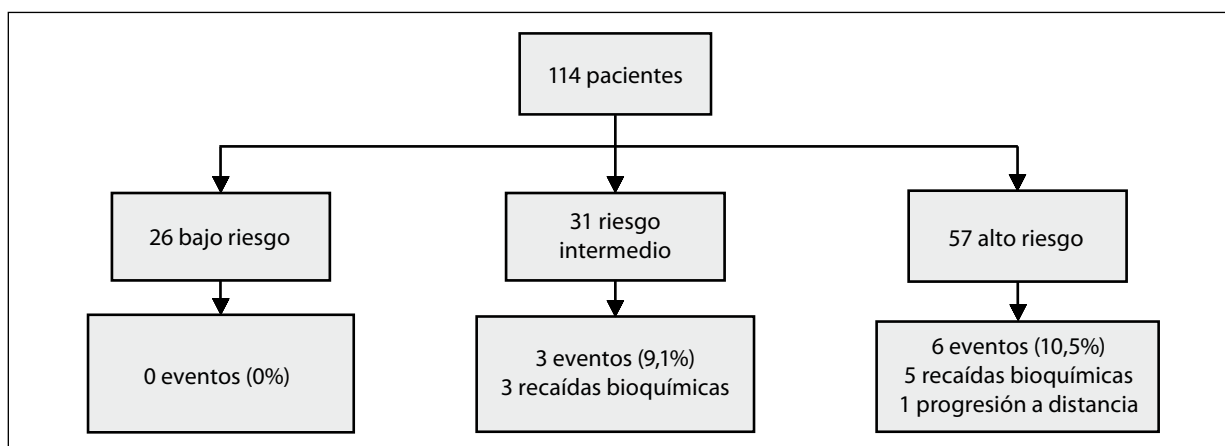 114 pacientes
26 bajo riesgo
31 riesgo
intermedio
57 alto riesgo
0 eventos (0%)
3 eventos (9,1%)
3 recaídas bioquímicas
6 eventos (10,5%)
5 recaídas bioquímicas
1 progresión a distancia